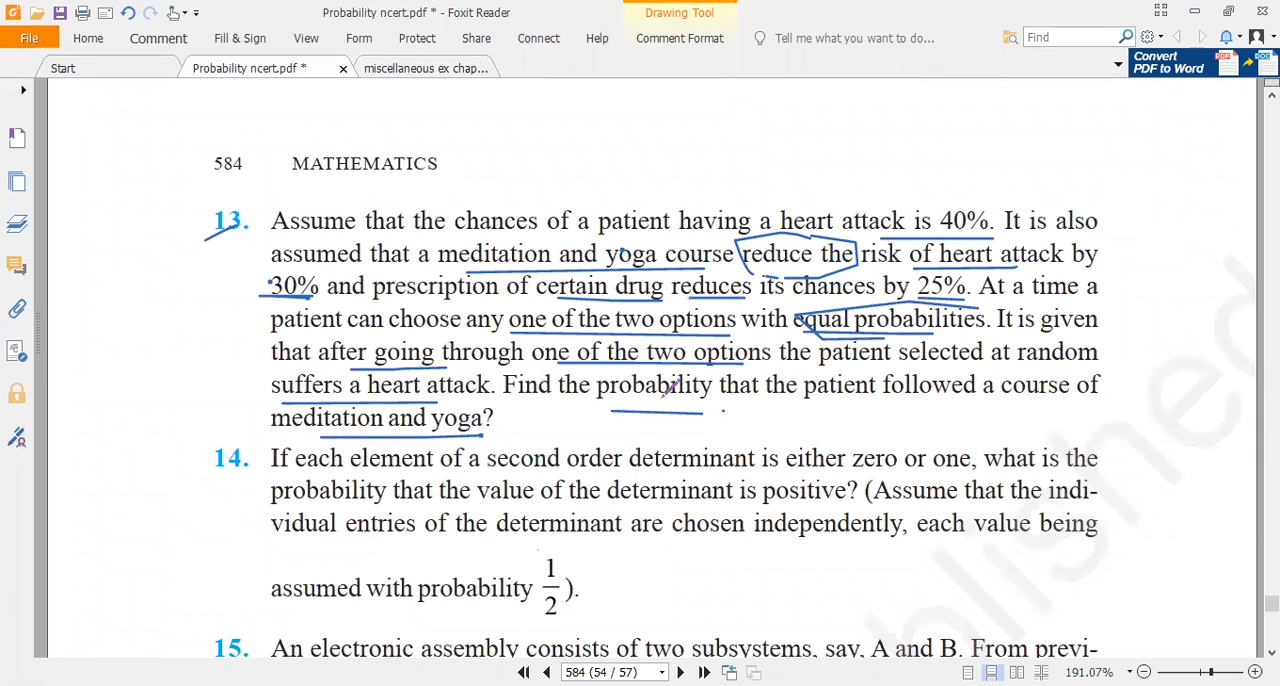 Probability ncert.pdf * - Foxit Reader
Drawing Tool
File Home Comment Fill & Sign View Form Protect Share Connect Help Comment Format Tell me what you want to do... Find
Start Probability ncert.pdf * miscellaneous ex chap...
Convert
PDF to Word
584 MATHEMATICS
13. Assume that the chances of a patient having a heart attack is 40%. It is also
assumed that a meditation and yoga course reduce the risk of heart attack by
30% and prescription of certain drug reduces its chances by 25%. At a time a
patient can choose any one of the two options with equal probabilities. It is given
that after going through one of the two options the patient selected at random
suffers a heart attack. Find the probability that the patient followed a course of
meditation and yoga?
14. If each element of a second order determinant is either zero or one, what is the
probability that the value of the determinant is positive? (Assume that the indi-
vidual entries of the determinant are chosen independently, each value being
assumed with probability 1/2).
15. An electronic assembly consists of two subsystems, say, A and B. From previ-
blished
584 (54 / 57) 191.07%